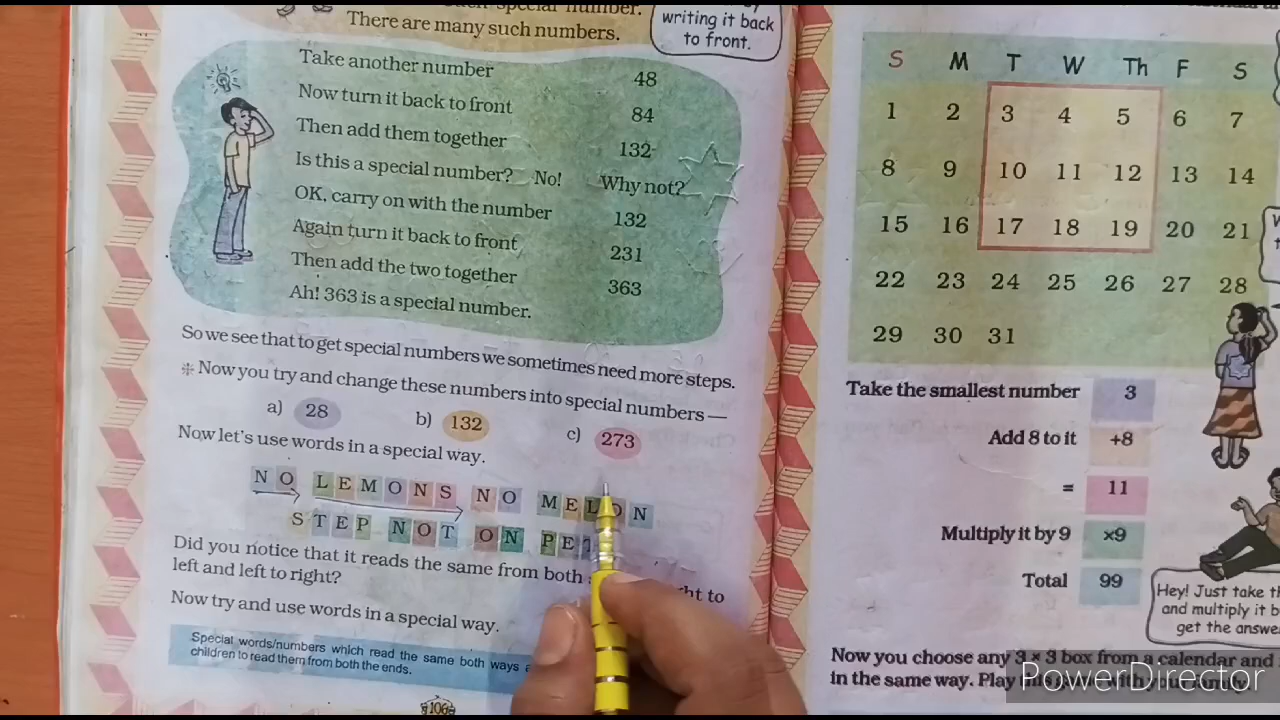 special number.
There are many such numbers.
writing it back
to front.
Take another number 48
Now turn it back to front 84
Then add them together 132
Is this a special number? No! Why not?
OK, carry on with the number 132
Again turn it back to front 231
Then add the two together 363
Ah! 363 is a special number.
So we see that to get special numbers we sometimes need more steps.
Now you try and change these numbers into special numbers —
a) 28 b) 132 c) 273
Now let's use words in a special way.
NO LEMONS NO MELON
STEP NOT ON PET
Did you notice that it reads the same from both to
left and left to right?
Now try and use words in a special way.
Special words/numbers which read the same both ways
children to read them from both the ends.
106
S M T W Th F S
1 2 3 4 5 6 7
8 9 10 11 12 13 14
15 16 17 18 19 20 21
22 23 24 25 26 27 28
29 30 31
Take the smallest number 3
Add 8 to it +8
= 11
Multiply it by 9 ×9
Total 99
Hey! Just take
and multiply it b
get the answe
Now you choose any 3 × 3 box from a calendar and
in the same way. Play
PowerDirector